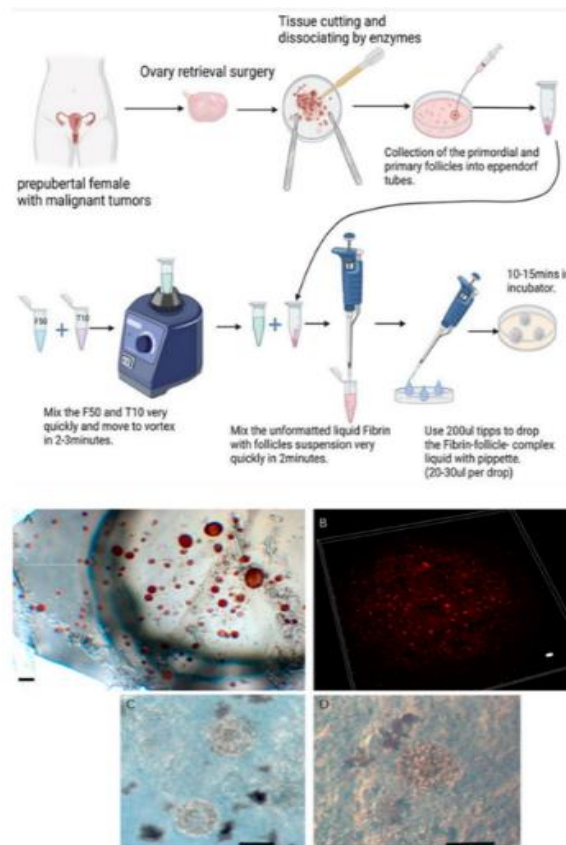 Tissue cutting and
dissociating by enzymes
Ovary retrieval surgery
Collection of the primordial and
primary follicles into eppendorf
tubes.
prepubertal female
with malignant tumors
10-15mins in
incubator.
F50
T10
Mix the F50 and T10 very
quickly and move to vortex
in 2-3minutes.
Mix the unformatted liquid Fibrin
with follicles suspension very
quickly in 2minutes.
Use 200ul tipps to drop
the Fibrin-follicle- complex
liquid with pippette.
(20-30ul per drop)
B
C
D